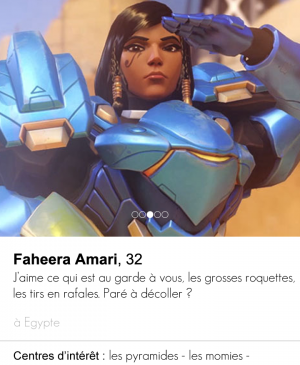 Faheera Amari, 32
J'aime ce qui est au garde à vous, les grosses roquettes,
les tirs en rafales. Paré à décoller ?
à Egypte
Centres d'intérêt : les pyramides - les momies -